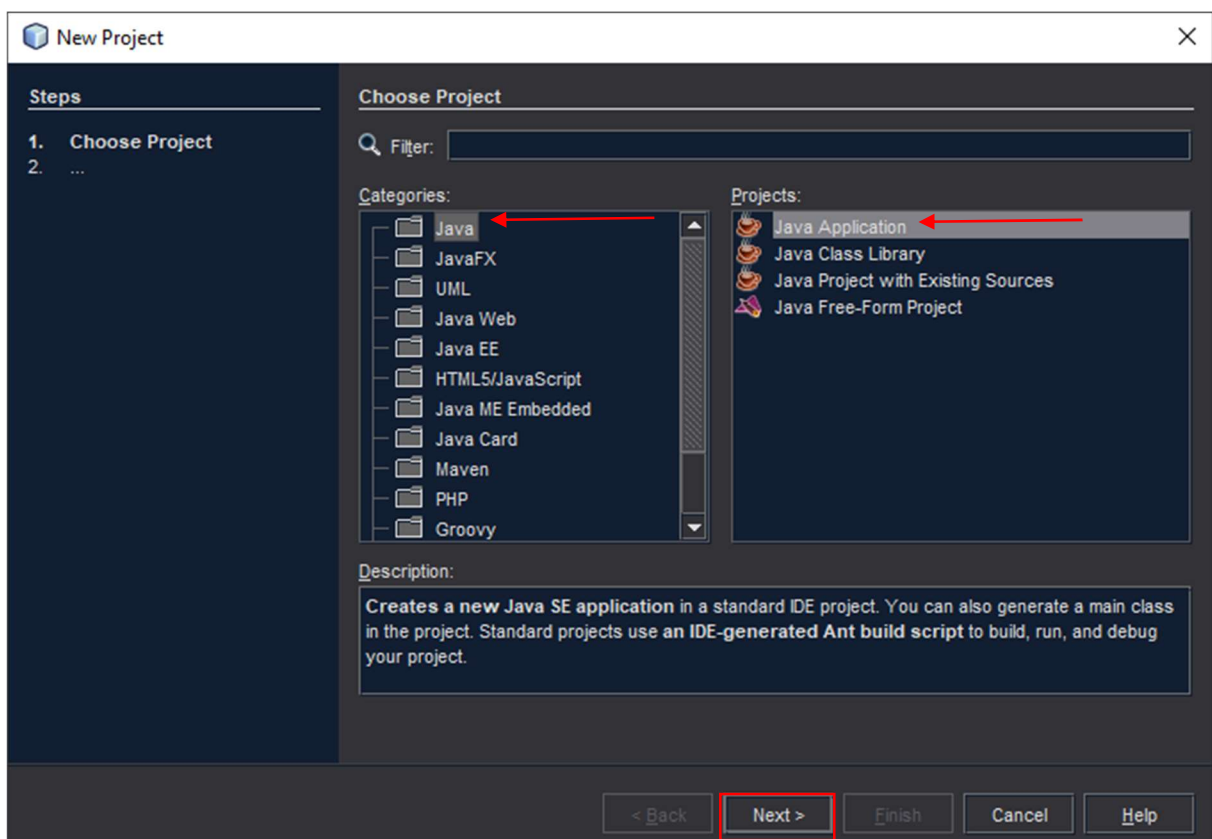 New Project
Steps
1. Choose Project
2. ...
Choose Project
Filter:
Categories:
Java
JavaFX
UML
Java Web
Java EE
HTML5/JavaScript
Java ME Embedded
Java Card
Maven
PHP
Groovy
Projects:
Java Application
Java Class Library
Java Project with Existing Sources
Java Free-Form Project
Description:
Creates a new Java SE application in a standard IDE project. You can also generate a main class
in the project. Standard projects use an IDE-generated Ant build script to build, run, and debug
your project.
< Back
Next >
Finish
Cancel
Help